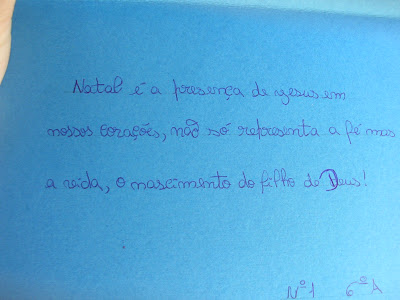 Natal é a presença de yesus em
nossos corações, não só representa a fé mas
a vida, o nascimento do filho de Deus!
Nº1 6ºA